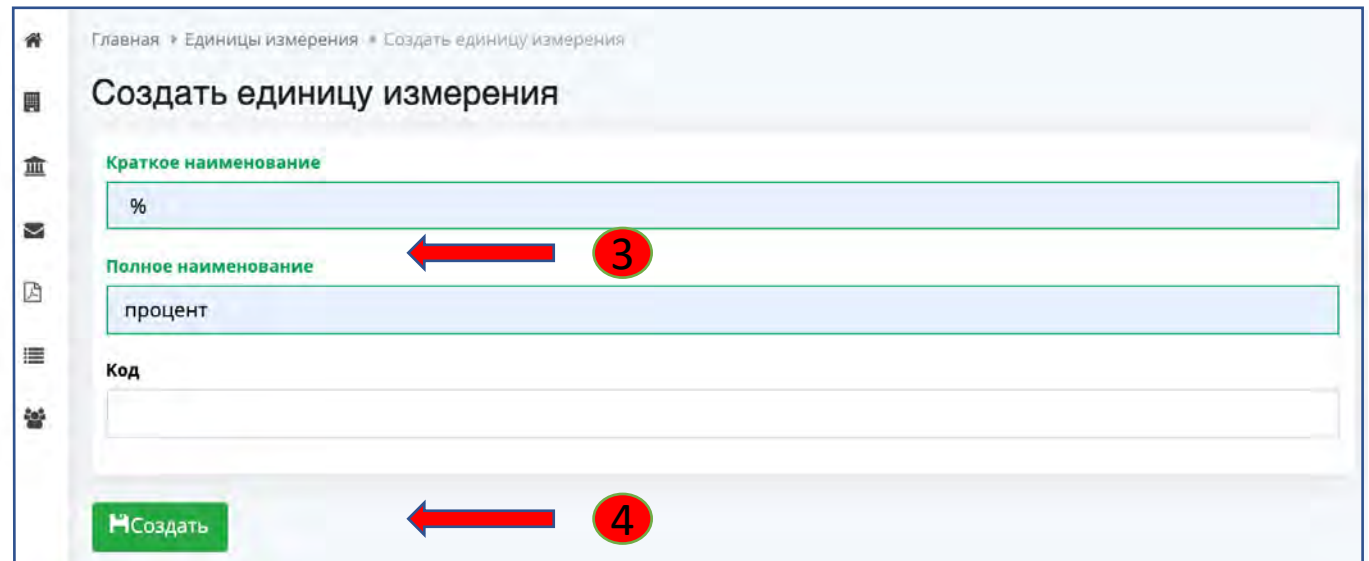 Главная Единицы измерения Создать единицу измерения
Создать единицу измерения
Краткое наименование
%
3
Полное наименование
процент
Код
Создать
4